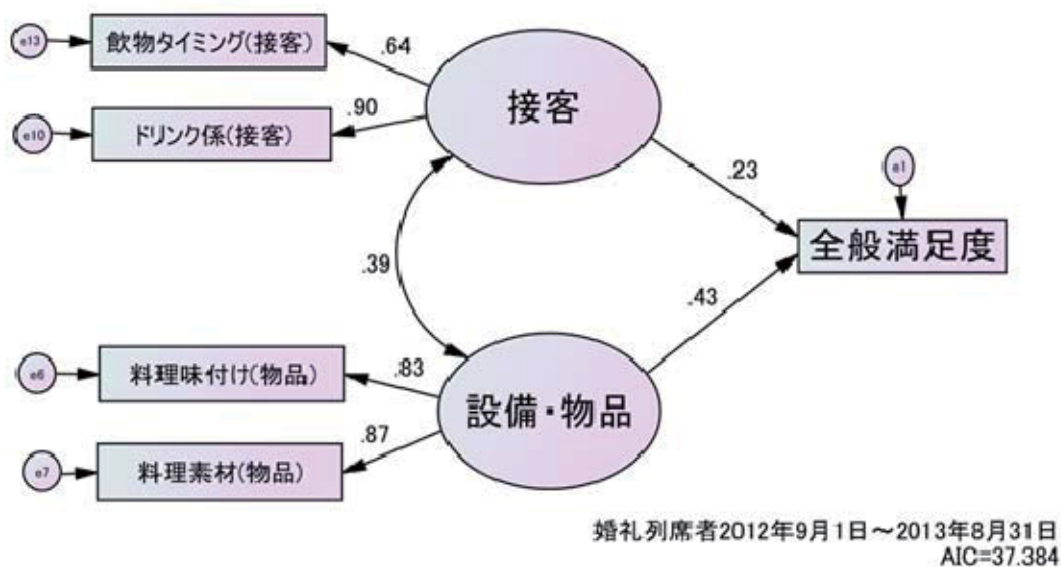 e13
飲物タイミング(接客)
.64
接客
e10
ドリンク係(接客)
.90
.23
e1
全般満足度
.39
.43
e6
料理味付け(物品)
.83
設備・物品
e7
料理素材(物品)
.87
婚礼列席者2012年9月1日～2013年8月31日
AIC=37.384